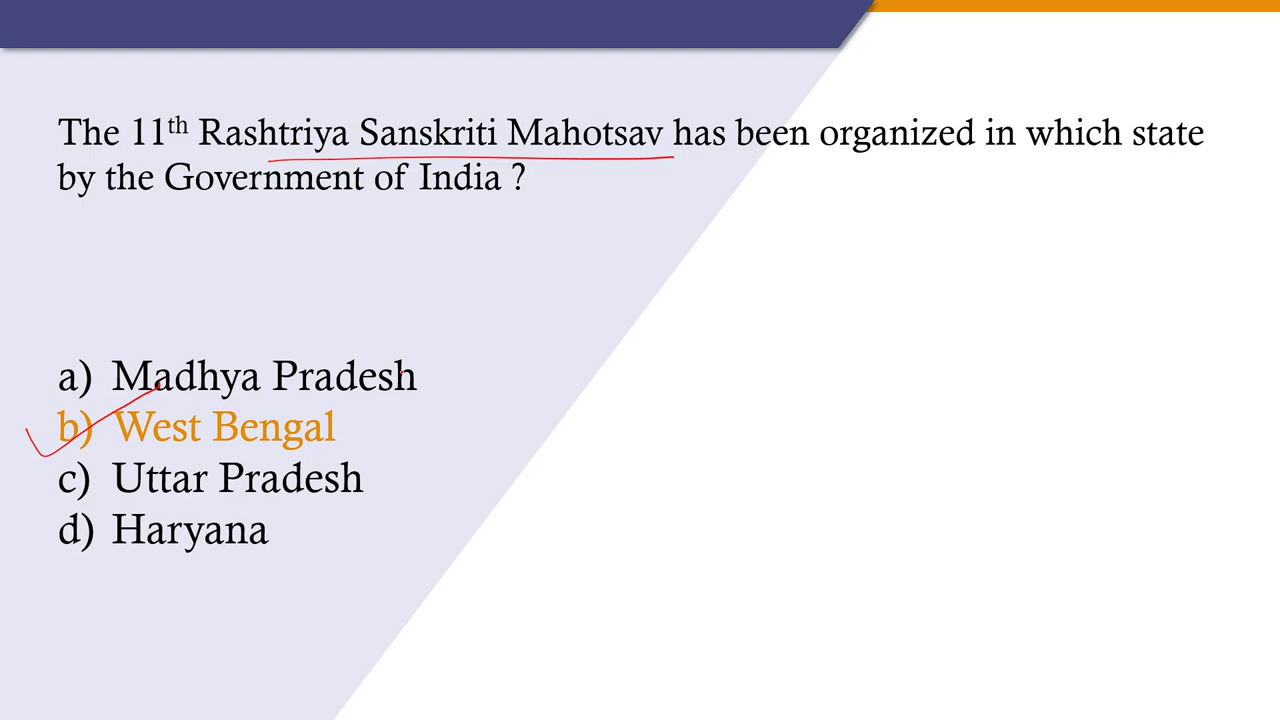 The 11th Rashtriya Sanskriti Mahotsav has been organized in which state
by the Government of India ?
a) Madhya Pradesh
b) West Bengal
c) Uttar Pradesh
d) Haryana